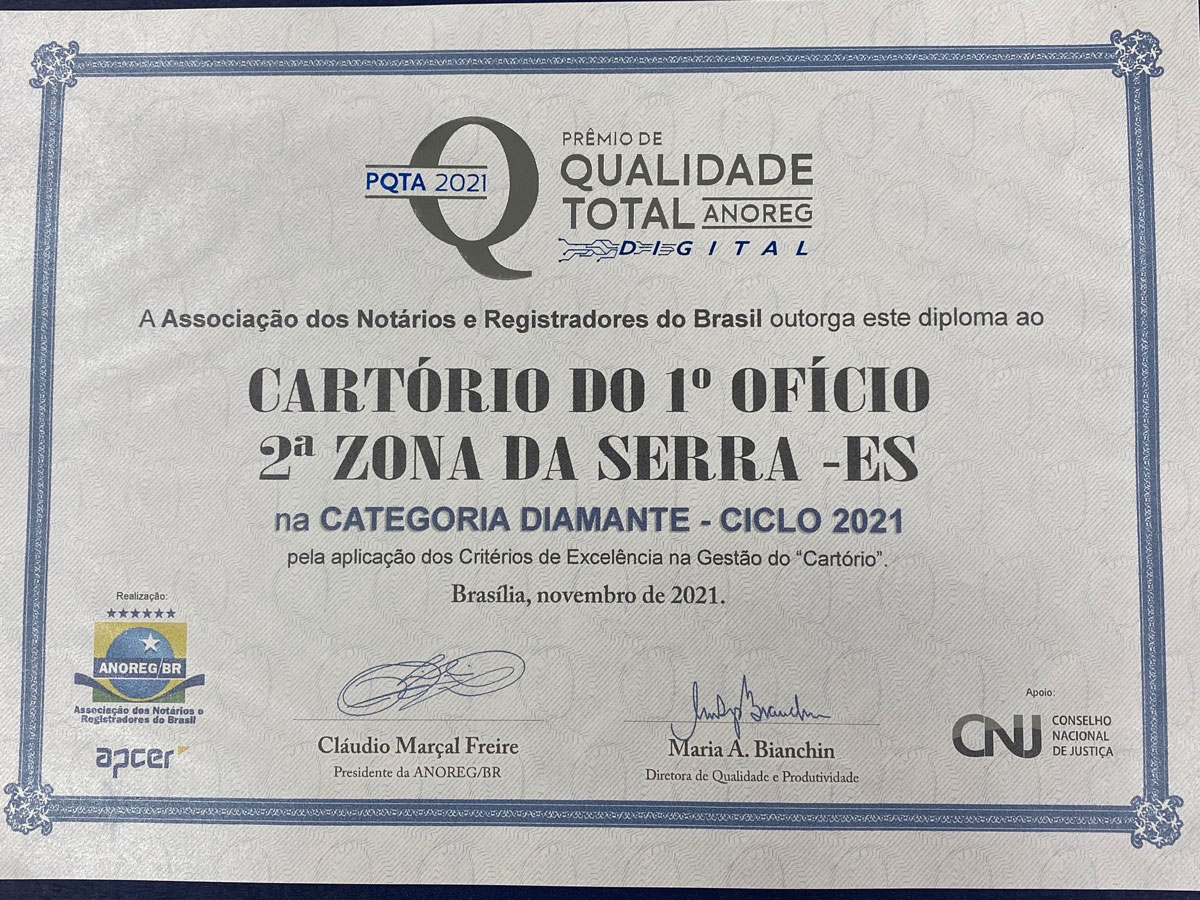 PQTA 2021
PRÊMIO DE
QUALIDADE
TOTAL ANOREG
DIGITAL
A Associação dos Notários e Registradores do Brasil outorga este diploma ao
CARTÓRIO DO 1º OFÍCIO
2ª ZONA DA SERRA -ES
na CATEGORIA DIAMANTE - CICLO 2021
pela aplicação dos Critérios de Excelência na Gestão do “Cartório”.
Brasília, novembro de 2021.
Realização:
ANOREG/BR
Associação dos Notários e
Registradores do Brasil
apcer
Cláudio Marçal Freire
Presidente da ANOREG/BR
Maria A. Bianchin
Diretora de Qualidade e Produtividade
Apoio:
CNJ
CONSELHO
NACIONAL
DE JUSTIÇA